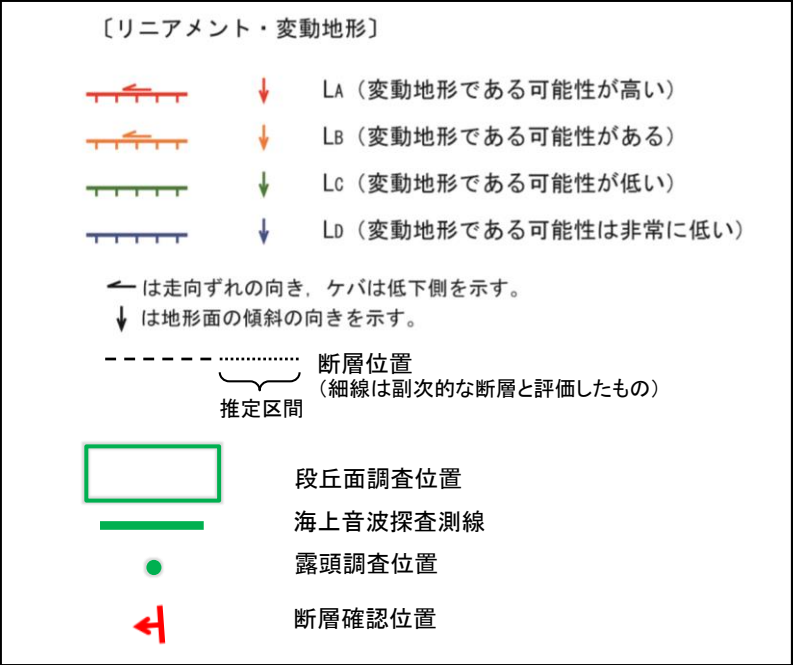 〔リニアメント・変動地形〕
LA（変動地形である可能性が高い）
LB（変動地形である可能性がある）
LC（変動地形である可能性が低い）
LD（変動地形である可能性は非常に低い）
は走向ずれの向き，ケバは低下側を示す。
は地形面の傾斜の向きを示す。
断層位置
（細線は副次的な断層と評価したもの）
推定区間
段丘面調査位置
海上音波探査測線
露頭調査位置
断層確認位置